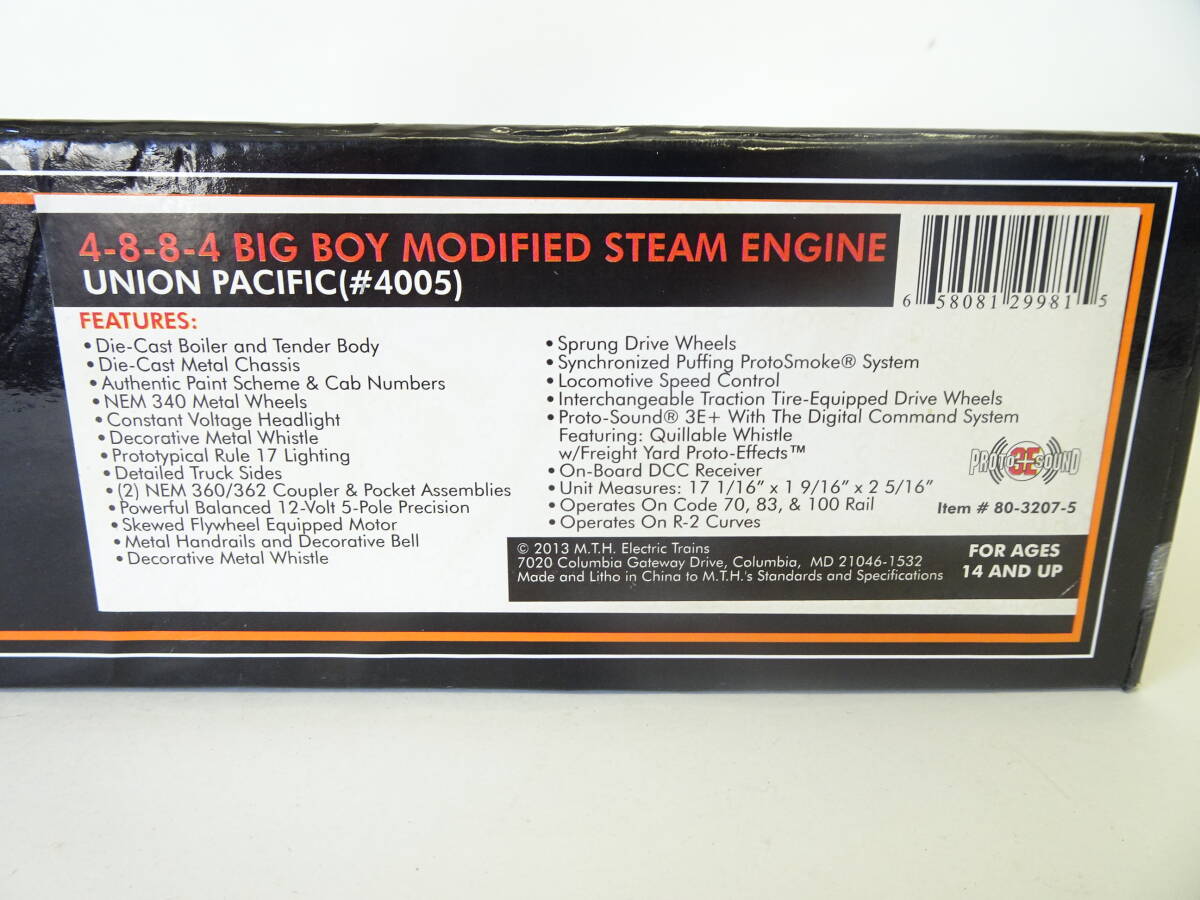 4-8-8-4 BIG BOY MODIFIED STEAM ENGINE
UNION PACIFIC(#4005)
6 58081 29981 5
FEATURES:
• Die-Cast Boiler and Tender Body
• Die-Cast Metal Chassis
• Authentic Paint Scheme & Cab Numbers
• NEM 340 Metal Wheels
• Constant Voltage Headlight
• Decorative Metal Whistle
• Prototypical Rule 17 Lighting
• Detailed Truck Sides
• (2) NEM 360/362 Coupler & Pocket Assemblies
• Powerful Balanced 12-Volt 5-Pole Precision
• Skewed Flywheel Equipped Motor
• Metal Handrails and Decorative Bell
• Decorative Metal Whistle
• Sprung Drive Wheels
• Synchronized Puffing ProtoSmoke® System
• Locomotive Speed Control
• Interchangeable Traction Tire-Equipped Drive Wheels
• Proto-Sound® 3E+ With The Digital Command System
Featuring: Quillable Whistle
w/Freight Yard Proto-Effects™
• On-Board DCC Receiver
• Unit Measures: 17 1/16” x 1 9/16” x 2 5/16”
• Operates On Code 70, 83, & 100 Rail
• Operates On R-2 Curves
PROTO 3E+ SOUND
Item # 80-3207-5
© 2013 M.T.H. Electric Trains
7020 Columbia Gateway Drive, Columbia, MD 21046-1532
Made and Litho in China to M.T.H.'s Standards and Specifications
FOR AGES
14 AND UP